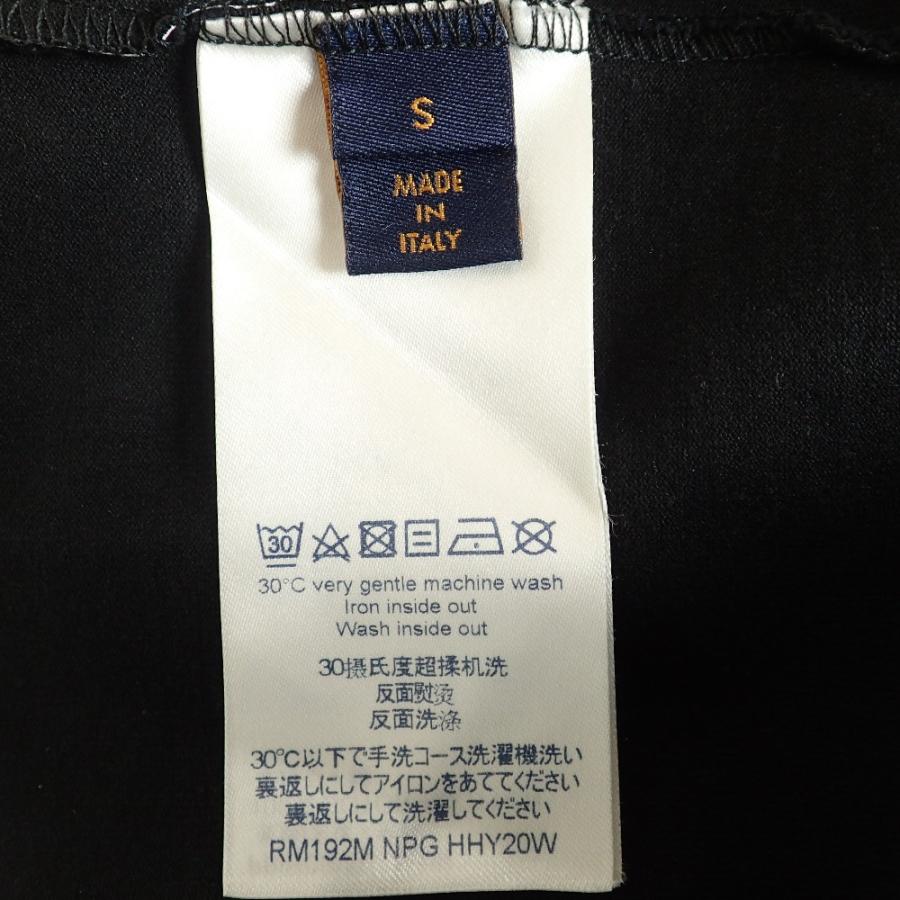 S
MADE
IN
ITALY
30
30°C very gentle machine wash
Iron inside out
Wash inside out
30摄氏度超揉机洗
反面熨烫
反面洗涤
30℃以下で手洗コース洗濯機洗い
裏返しにしてアイロンをあててください
裏返しにして洗濯してください
RM192M NPG HHY20W